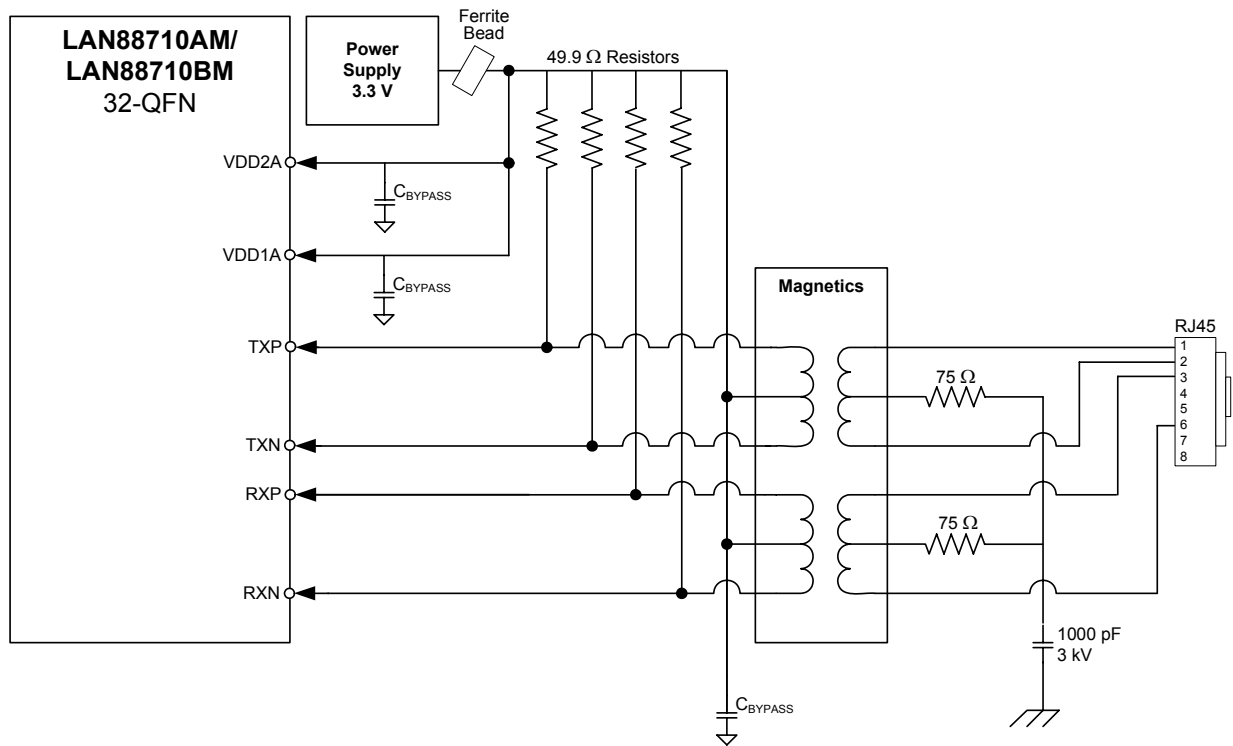 LAN88710AM/
LAN88710BM
32-QFN
Power
Supply
3.3 V
Ferrite
Bead
49.9 Ω Resistors
VDD2A
CBYPASS
VDD1A
CBYPASS
Magnetics
RJ45
TXP
1
2
3
4
5
6
7
8
75 Ω
TXN
RXP
75 Ω
RXN
1000 pF
3 kV
CBYPASS